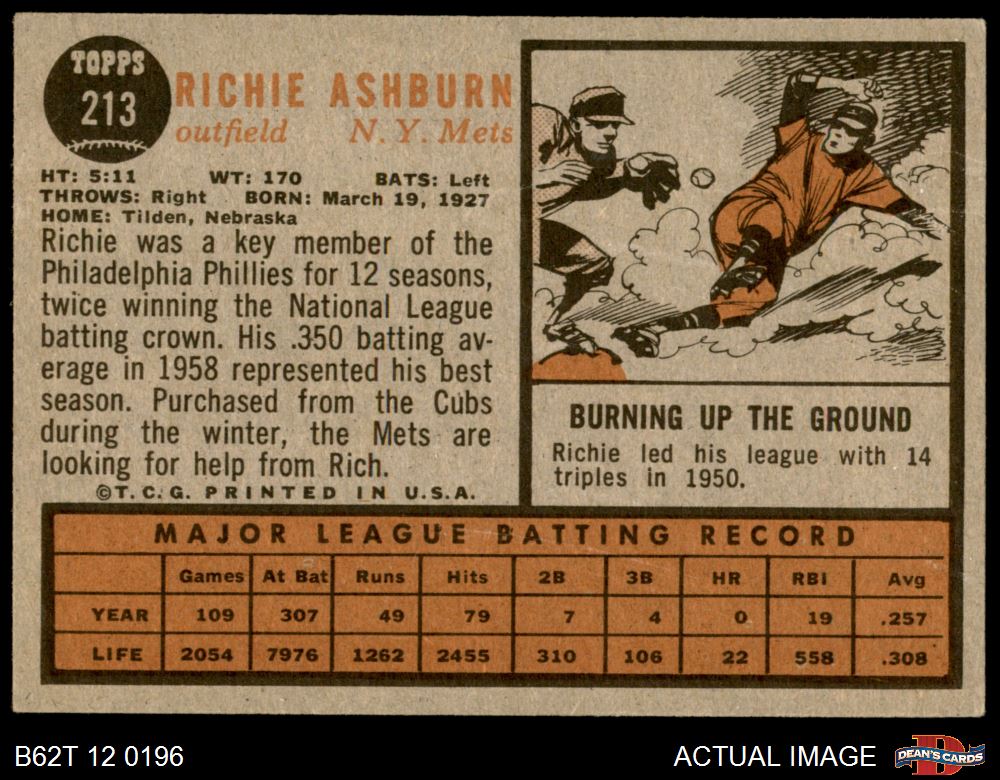 TOPPS
213
RICHIE ASHBURN
outfield N. Y. Mets
HT: 5:11 WT: 170 BATS: Left
THROWS: Right BORN: March 19, 1927
HOME: Tilden, Nebraska
Richie was a key member of the
Philadelphia Phillies for 12 seasons,
twice winning the National League
batting crown. His .350 batting av-
erage in 1958 represented his best
season. Purchased from the Cubs
during the winter, the Mets are
looking for help from Rich.
©T.C.G. PRINTED IN U.S.A.
BURNING UP THE GROUND
Richie led his league with 14
triples in 1950.
MAJOR LEAGUE BATTING RECORD
Games At Bat Runs Hits 2B 3B HR RBI Avg
YEAR 109 307 49 79 7 4 0 19 .257
LIFE 2054 7976 1262 2455 310 106 22 558 .308
B62T 12 0196
ACTUAL IMAGE
D
DEAN'S CARDS